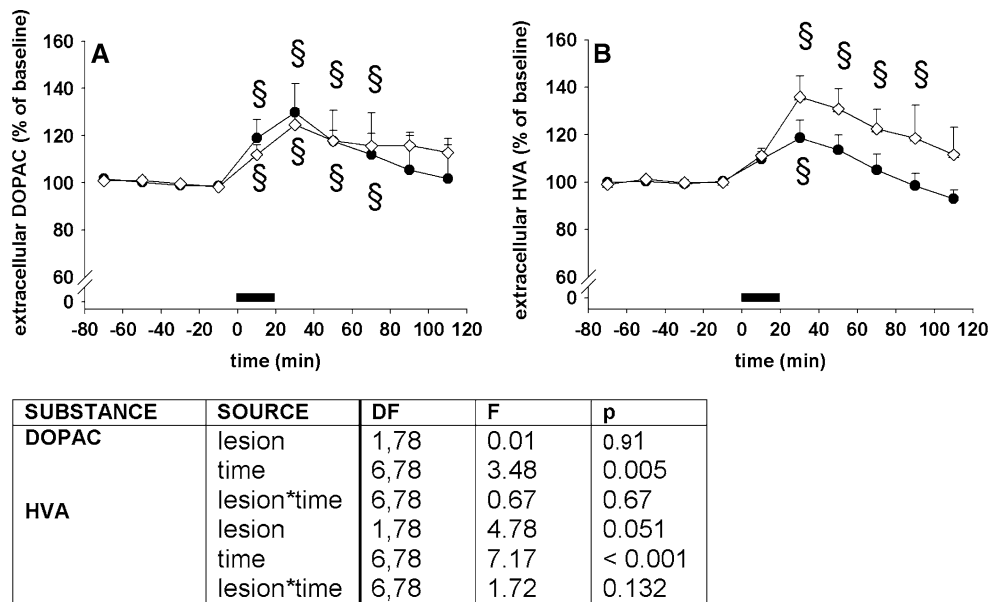 A
extracellular DOPAC (% of baseline)
160
§
§
§
§
140
120
100
§
§
§
§
80
60
0
-80 -60 -40 -20 0 20 40 60 80 100 120
time (min)
B
extracellular HVA (% of baseline)
160
§
§
§
§
140
120
100
§
80
60
0
-80 -60 -40 -20 0 20 40 60 80 100 120
time (min)
SUBSTANCE SOURCE DF F p
DOPAC lesion 1,78 0.01 0.91
time 6,78 3.48 0.005
lesion*time 6,78 0.67 0.67
HVA
lesion 1,78 4.78 0.051
time 6,78 7.17 < 0.001
lesion*time 6,78 1.72 0.132